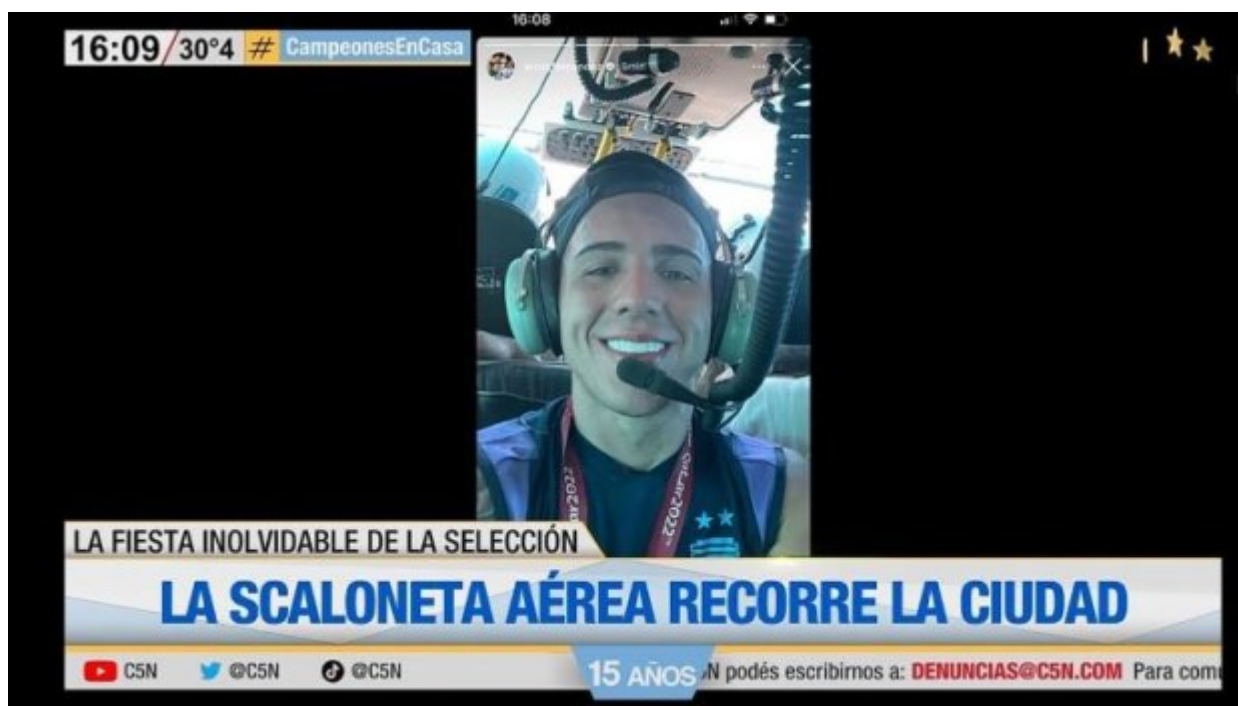 16:08
16:09 / 30°4 # CampeonesEnCasa
5min
Qatar2022
LA FIESTA INOLVIDABLE DE LA SELECCIÓN
LA SCALONETA AÉREA RECORRE LA CIUDAD
C5N @C5N @C5N 15 AÑOS N podés escribirnos a: DENUNCIAS@C5N.COM Para com